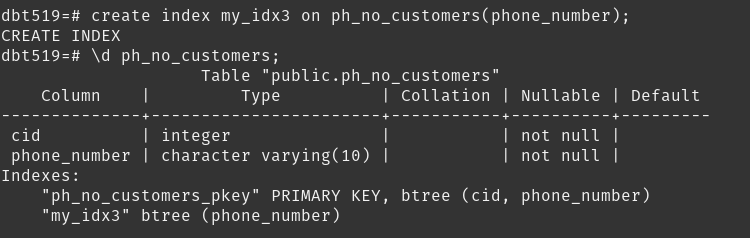 dbt519=# create index my_idx3 on ph_no_customers(phone_number);
CREATE INDEX
dbt519=# \d ph_no_customers;
                    Table "public.ph_no_customers"
    Column    |         Type          | Collation | Nullable | Default
--------------+-----------------------+-----------+----------+---------
 cid          | integer               |           | not null |
 phone_number | character varying(10) |           | not null |
Indexes:
    "ph_no_customers_pkey" PRIMARY KEY, btree (cid, phone_number)
    "my_idx3" btree (phone_number)